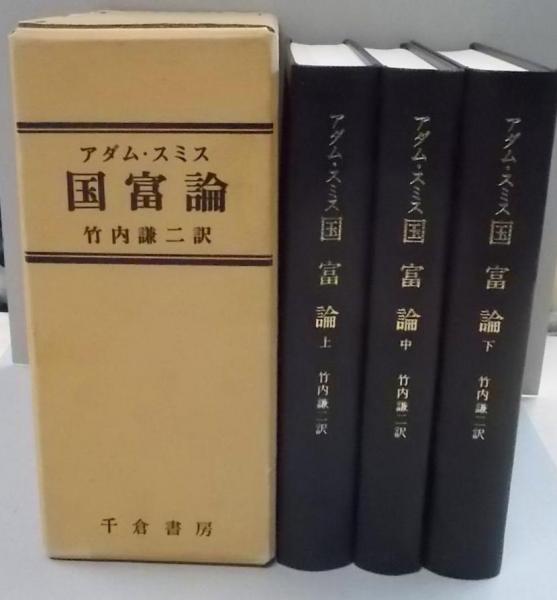 アダム・スミス
国富論
竹内謙二訳
千倉書房
アダム・スミス 国富論 上 竹内謙二訳
アダム・スミス 国富論 中 竹内謙二訳
アダム・スミス 国富論 下 竹内謙二訳